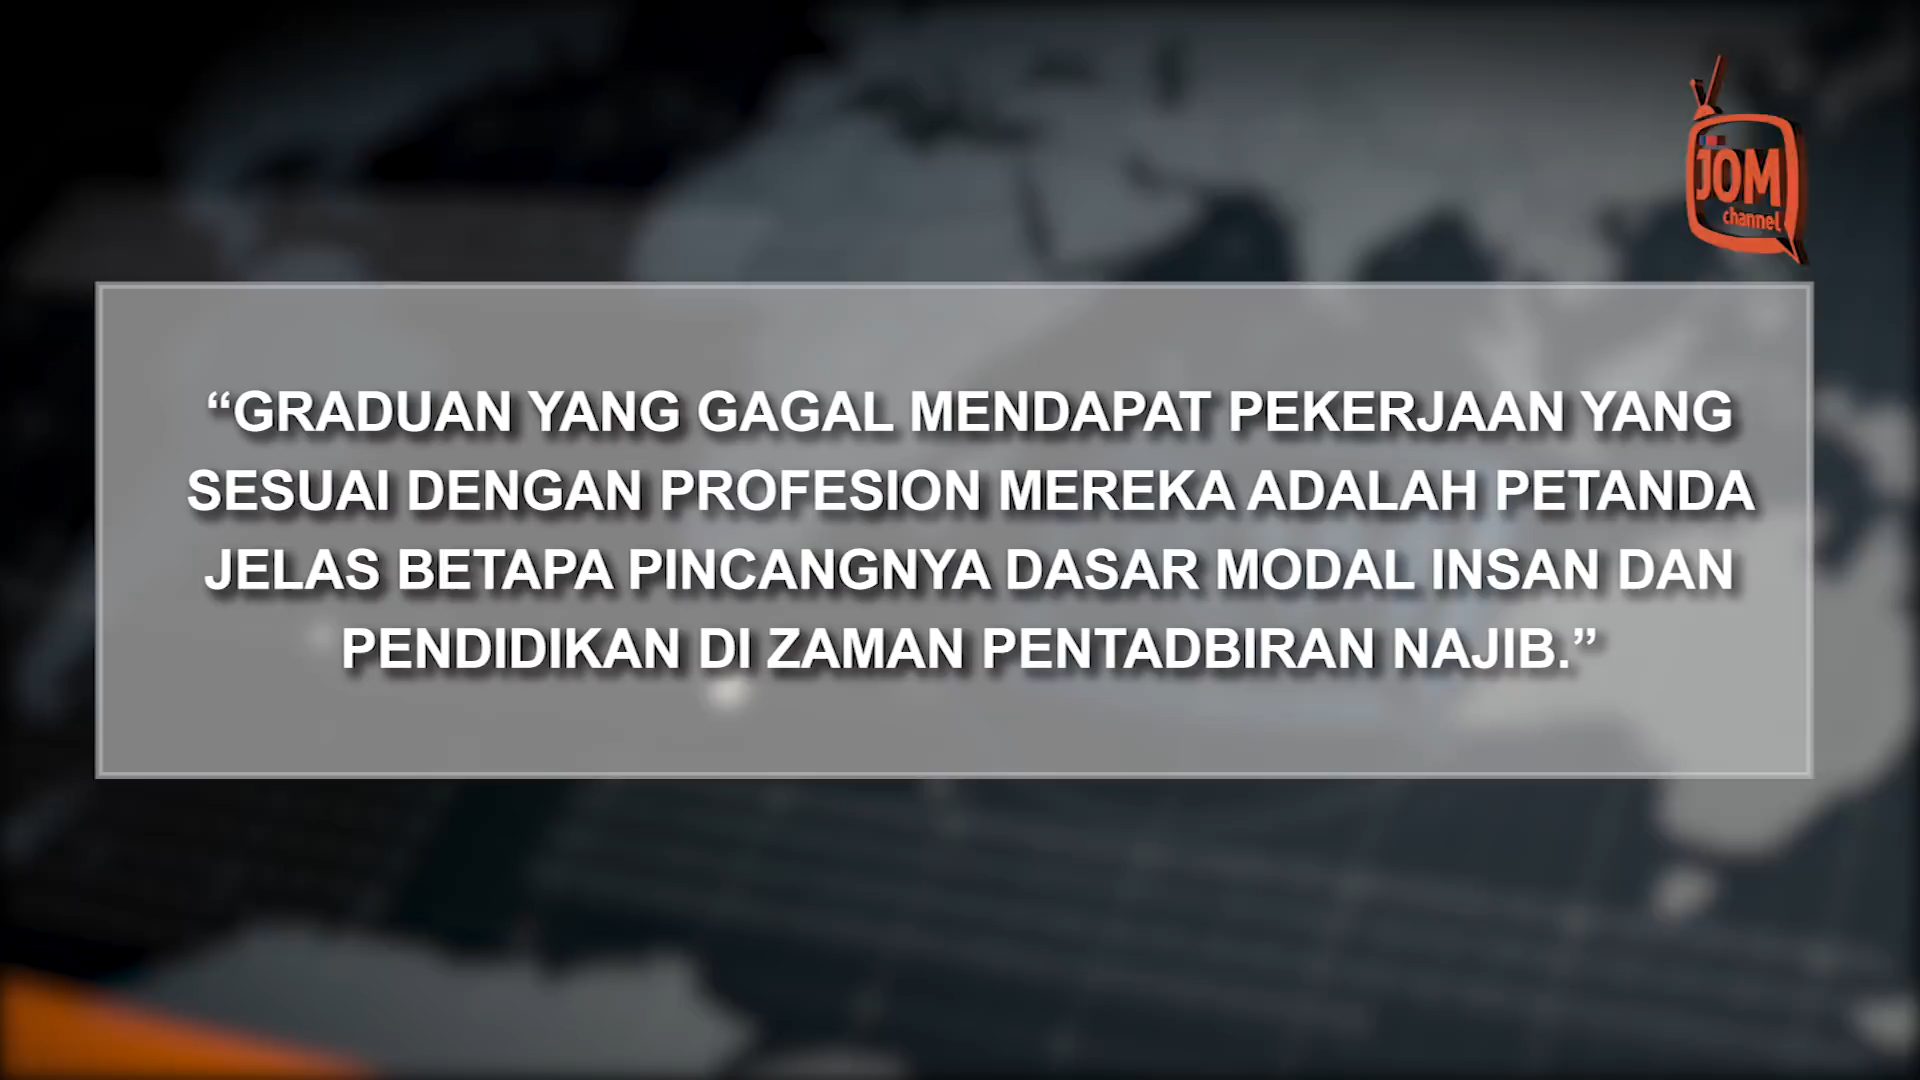 JOM
channel
“GRADUAN YANG GAGAL MENDAPAT PEKERJAAN YANG
SESUAI DENGAN PROFESION MEREKA ADALAH PETANDA
JELAS BETAPA PINCANGNYA DASAR MODAL INSAN DAN
PENDIDIKAN DI ZAMAN PENTADBIRAN NAJIB.”